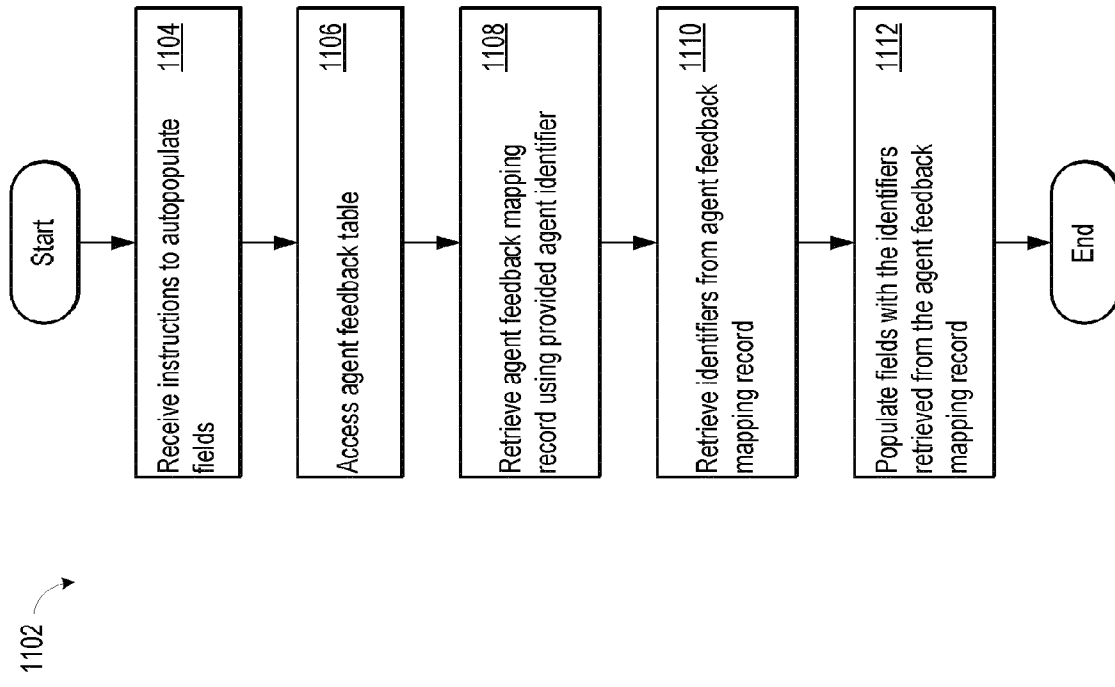 1102
Start
Receive instructions to autopopulate
fields
1104
Access agent feedback table
1106
Retrieve agent feedback mapping
record using provided agent identifier
1108
Retrieve identifiers from agent feedback
mapping record
1110
Populate fields with the identifiers
retrieved from the agent feedback
mapping record
1112
End